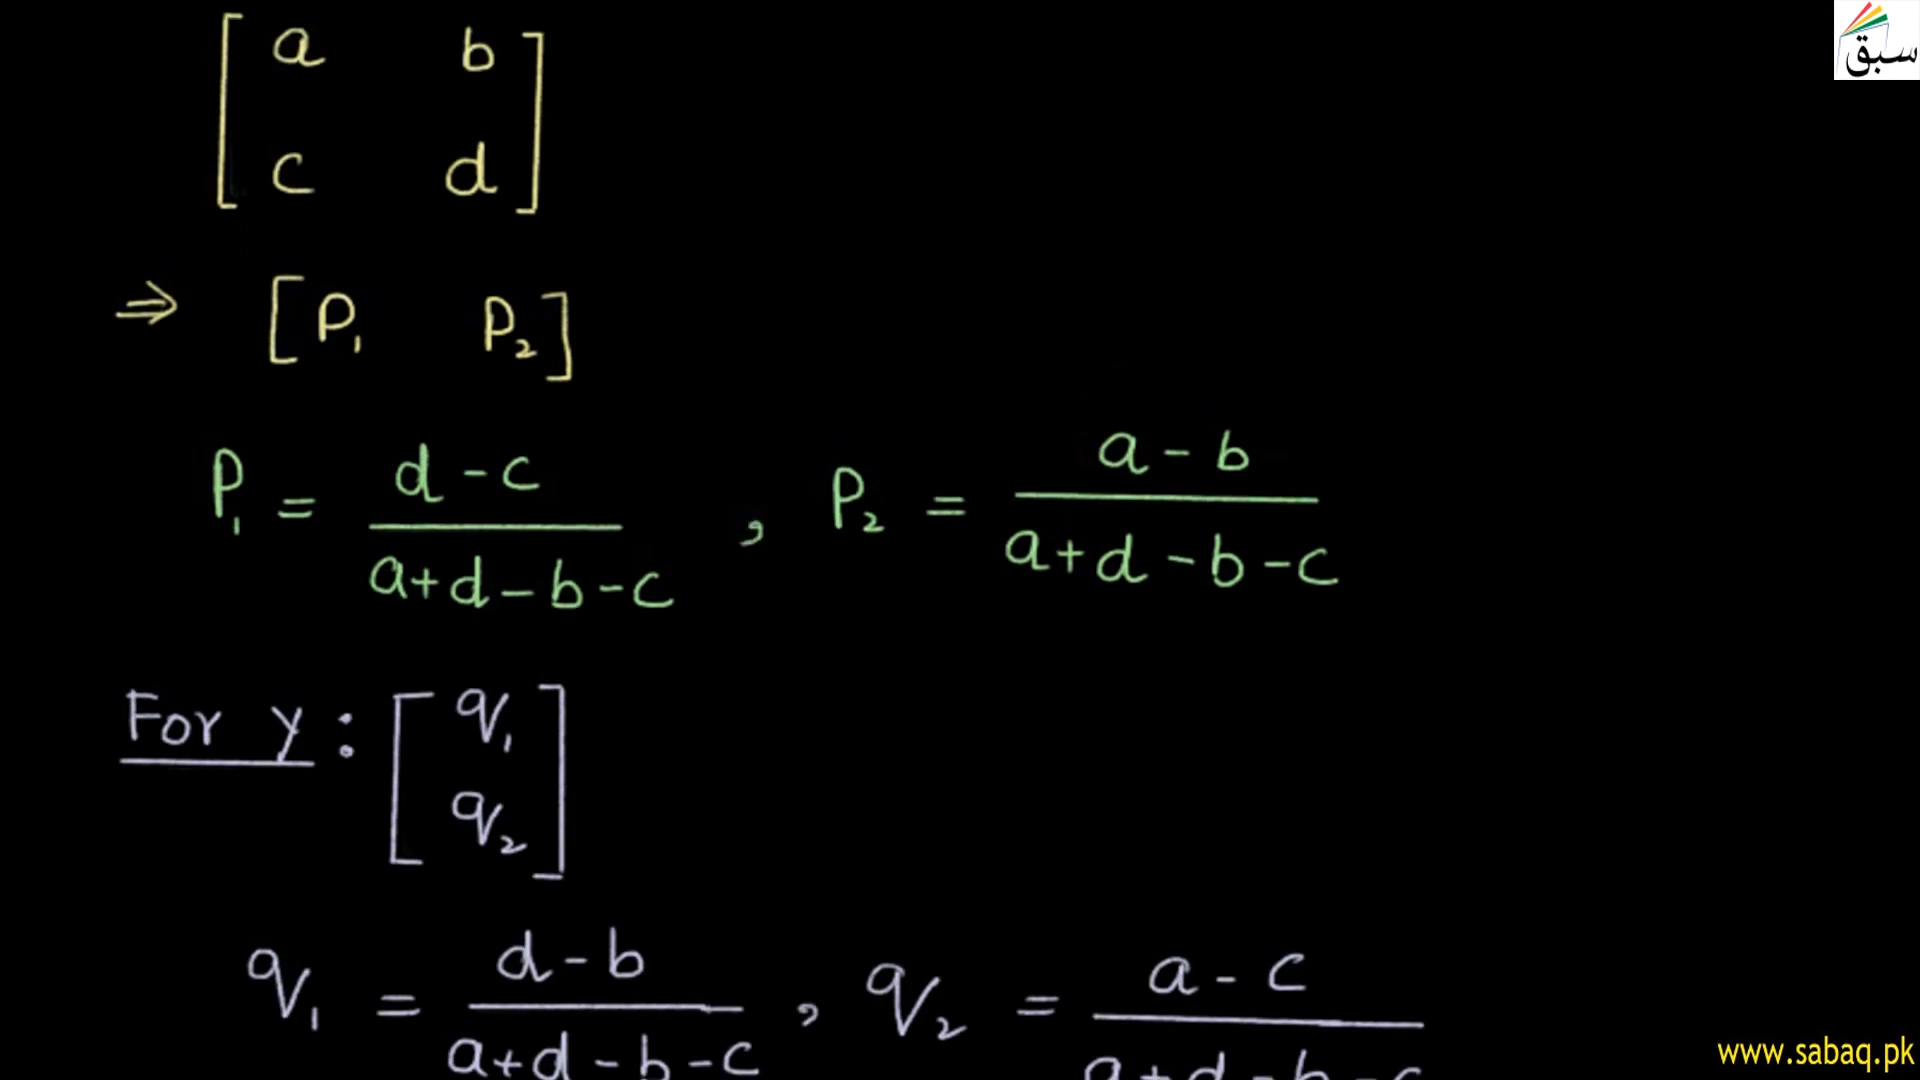 سبق
[ a b
c d ]
⇒ [ P₁ P₂ ]
P₁ = (d - c)/(a + d - b - c) , P₂ = (a - b)/(a + d - b - c)
For y : [ q₁
q₂ ]
q₁ = (d - b)/(a + d - b - c) , q₂ = (a - c)/(a + d - b - c)
www.sabaq.pk